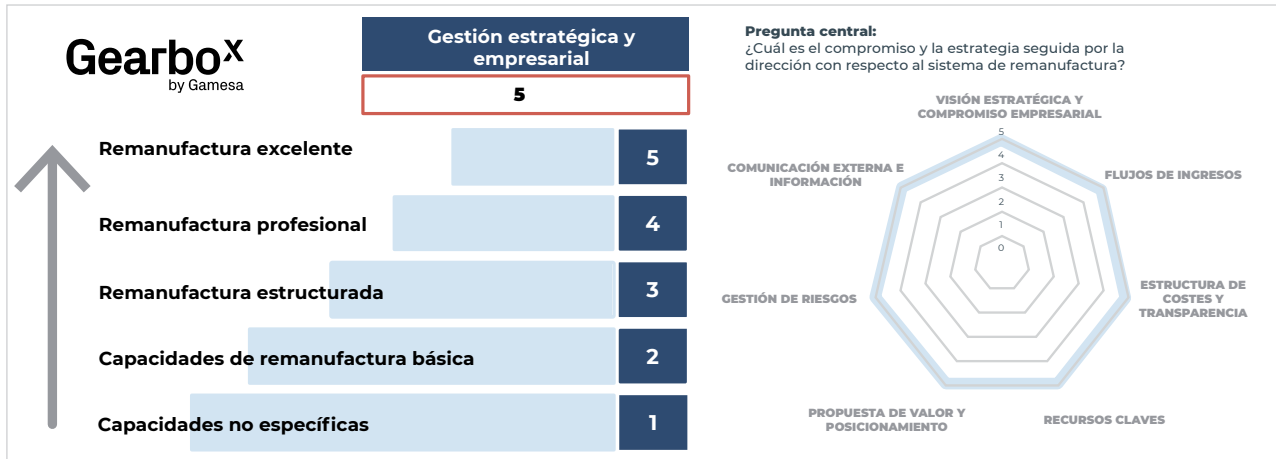 Gearbox
by Gamesa
Gestión estratégica y
empresarial
5
Remanufactura excelente
5
Remanufactura profesional
4
Remanufactura estructurada
3
Capacidades de remanufactura básica
2
Capacidades no específicas
1
Pregunta central:
¿Cuál es el compromiso y la estrategia seguida por la
dirección con respecto al sistema de remanufactura?
VISIÓN ESTRATÉGICA Y
COMPROMISO EMPRESARIAL
5
4
3
2
1
0
COMUNICACIÓN EXTERNA E
INFORMACIÓN
FLUJOS DE INGRESOS
GESTIÓN DE RIESGOS
ESTRUCTURA DE
COSTES Y
TRANSPARENCIA
PROPUESTA DE VALOR Y
POSICIONAMIENTO
RECURSOS CLAVES